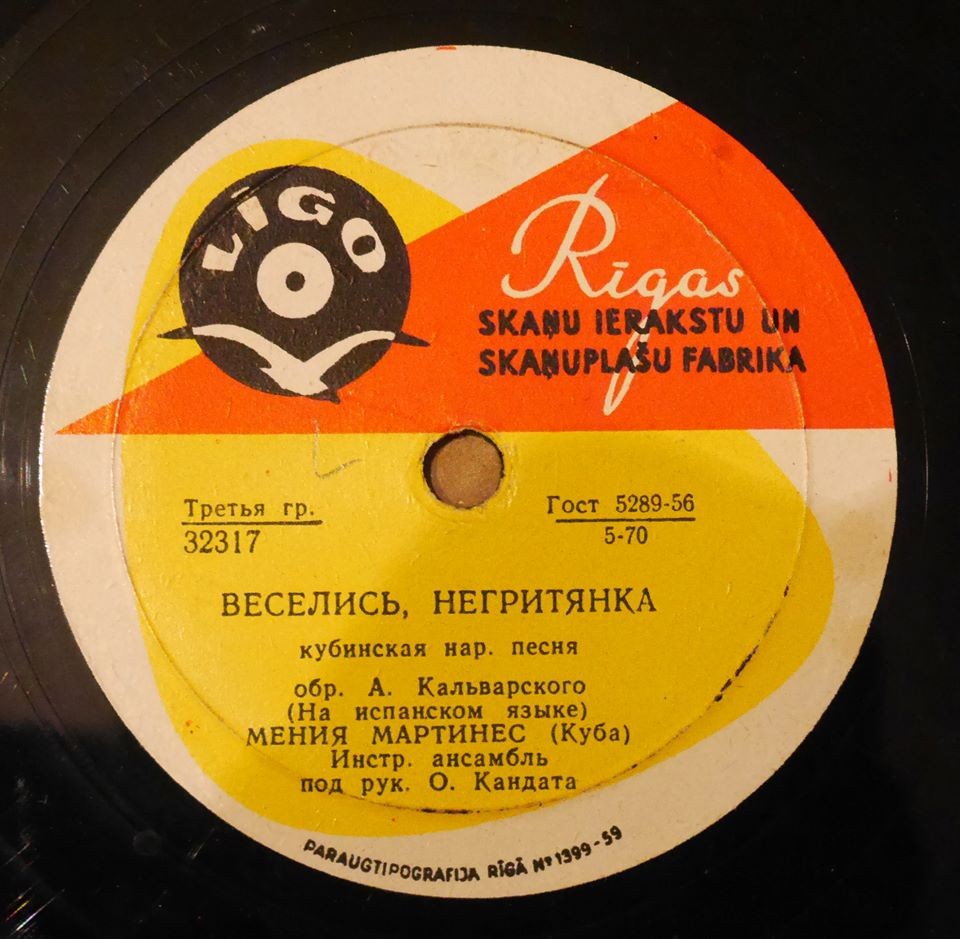 LĪGO
Rīgas
SKAŅU IERAKSTU UN
SKAŅUPLAŠU FABRIKA
Третья гр.
32317
Гост 5289-56
5-70
ВЕСЕЛИСЬ, НЕГРИТЯНКА
кубинская нар. песня
обр. А. Кальварского
(На испанском языке)
МЕНИЯ МАРТИНЕС (Куба)
Инстр. ансамбль
под рук. О. Кандата
PARAUGTIPOGRAFIJA RĪGĀ Nº 1399-59